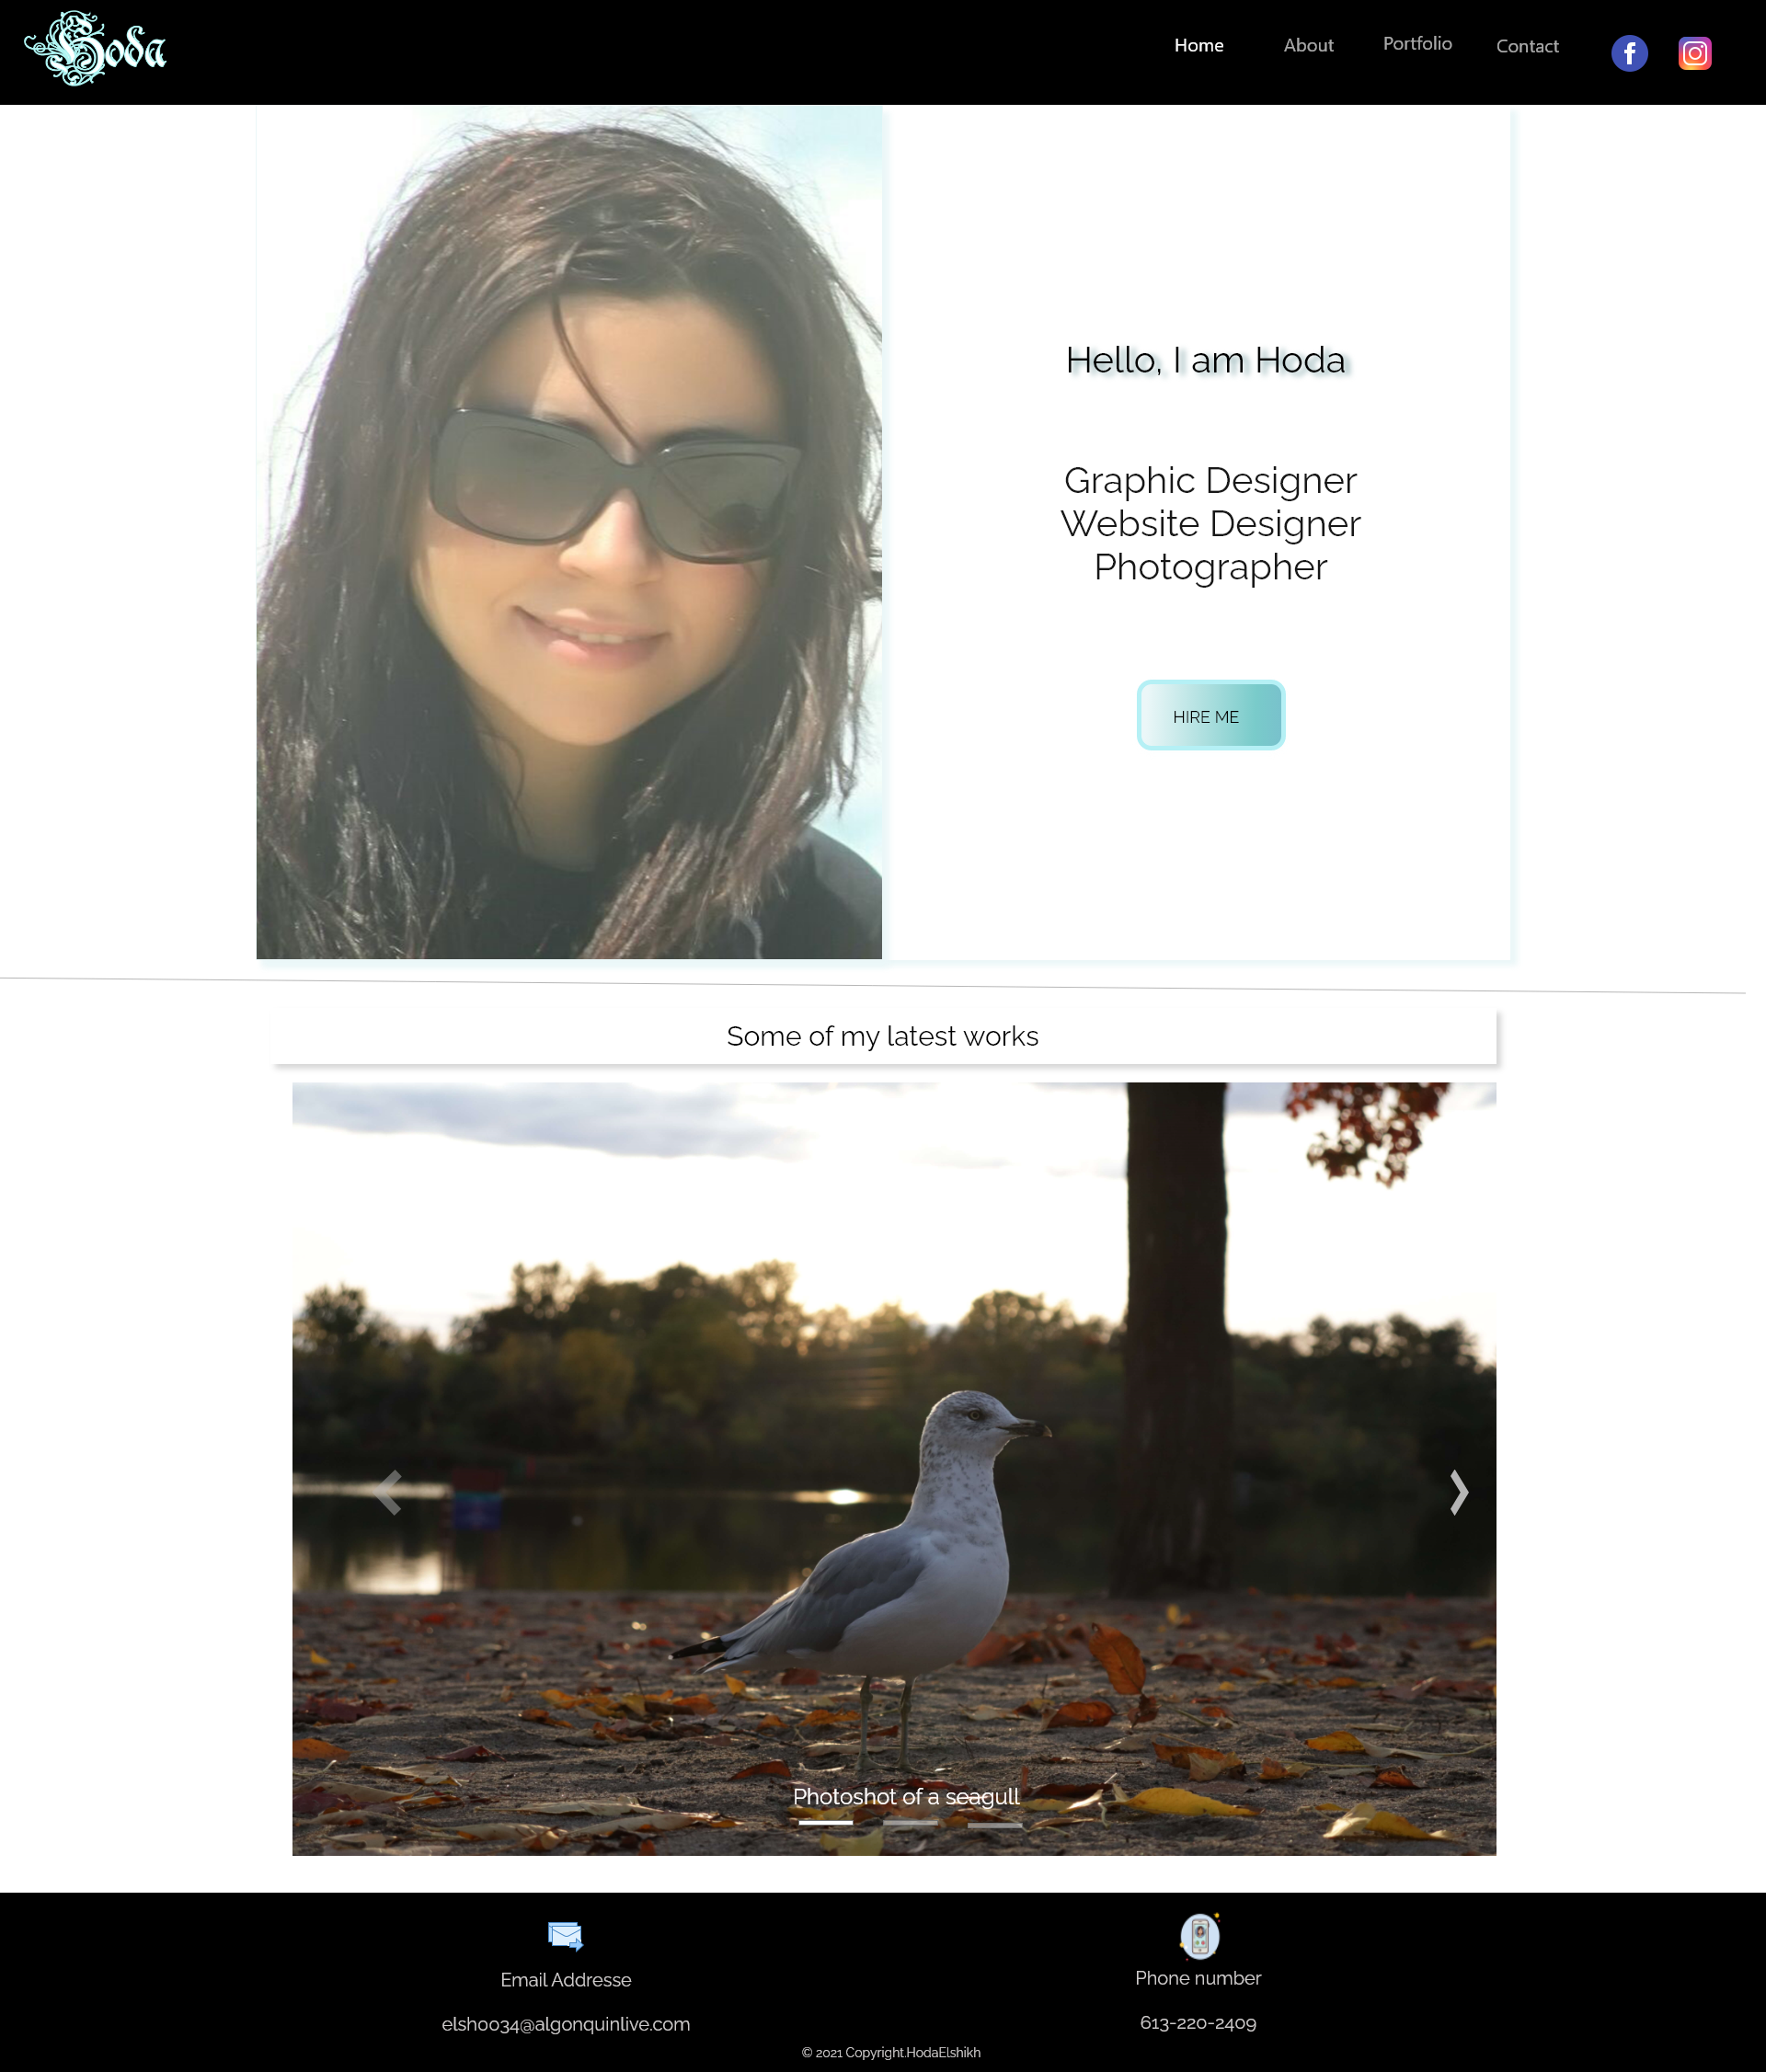 Hoda
Home About Portfolio Contact
Hello, I am Hoda
Graphic Designer
Website Designer
Photographer
HIRE ME
Some of my latest works
Photoshot of a seagull
Email Addresse
elsh0034@algonquinlive.com
Phone number
613-220-2409
© 2021 Copyright.HodaElshikh